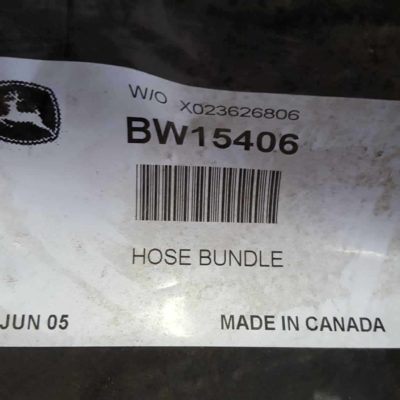 W/O X023626806
BW15406
HOSE BUNDLE
JUN 05 MADE IN CANADA